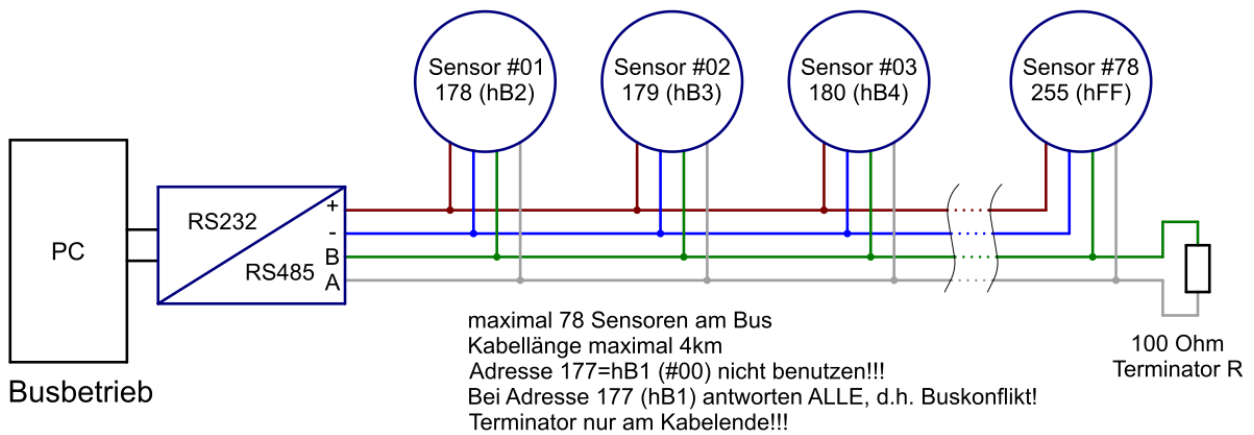 Sensor #01
178 (hB2)
Sensor #02
179 (hB3)
Sensor #03
180 (hB4)
Sensor #78
255 (hFF)
PC
RS232
RS485
+
-
B
A
100 Ohm
Terminator R
Busbetrieb
maximal 78 Sensoren am Bus
Kabellänge maximal 4km
Adresse 177=hB1 (#00) nicht benutzen!!!
Bei Adresse 177 (hB1) antworten ALLE, d.h. Buskonflikt!
Terminator nur am Kabelende!!!